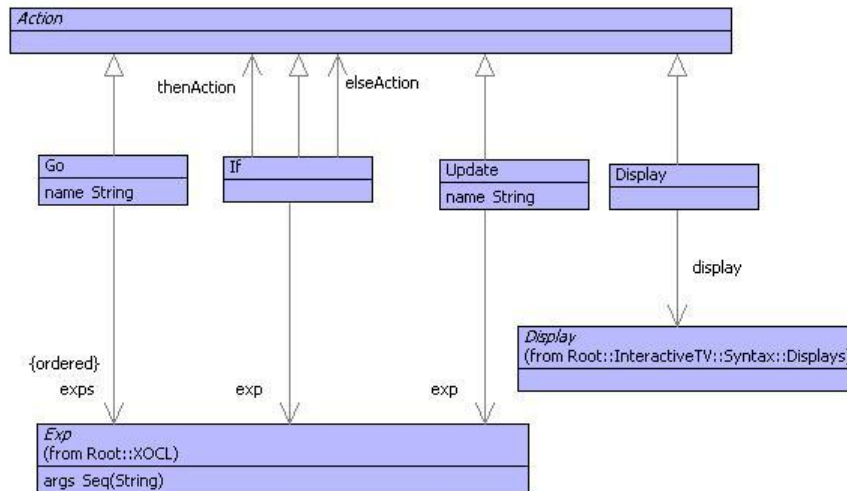 Action
thenAction
elseAction
Go
name String
If
Update
name String
Display
display
Display
(from Root::InteractiveTV::Syntax::Displays)
{ordered}
exps
exp
exp
Exp
(from Root::XOCL)
args Seq(String)